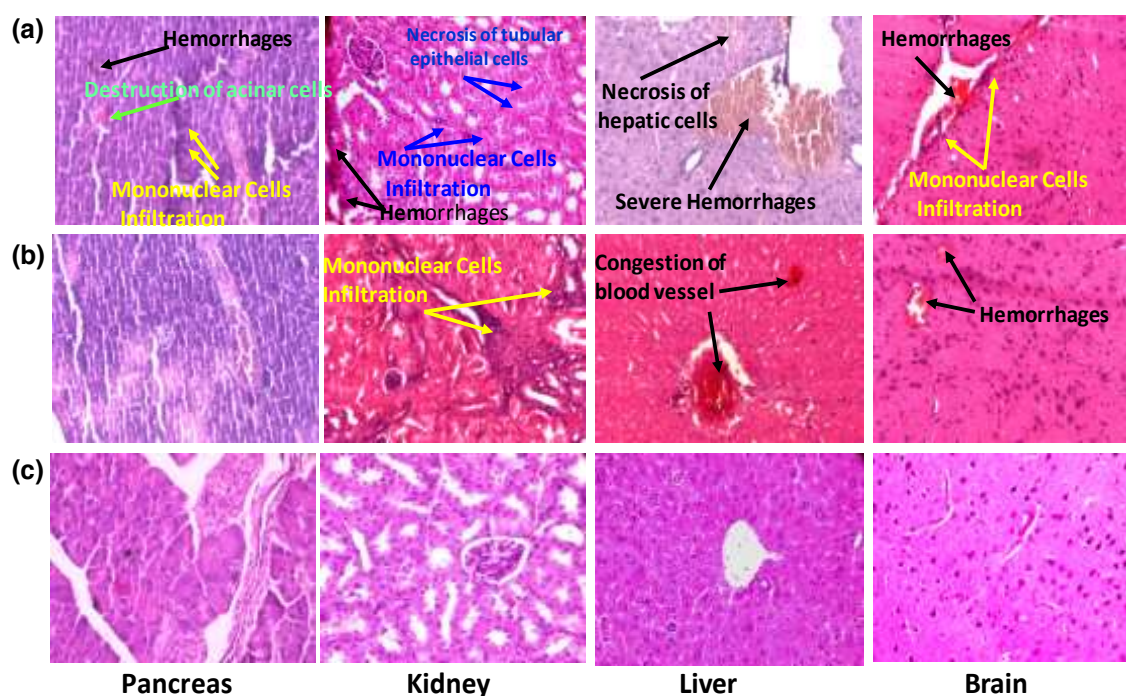 (a)
Hemorrhages
Destruction of acinar cells
Mononuclear Cells
Infiltration
Necrosis of tubular
epithelial cells
Mononuclear Cells
Infiltration
Hemorrhages
Necrosis of
hepatic cells
Severe Hemorrhages
Hemorrhages
Mononuclear Cells
Infiltration
(b)
Mononuclear Cells
Infiltration
Congestion of
blood vessel
Hemorrhages
(c)
Pancreas
Kidney
Liver
Brain